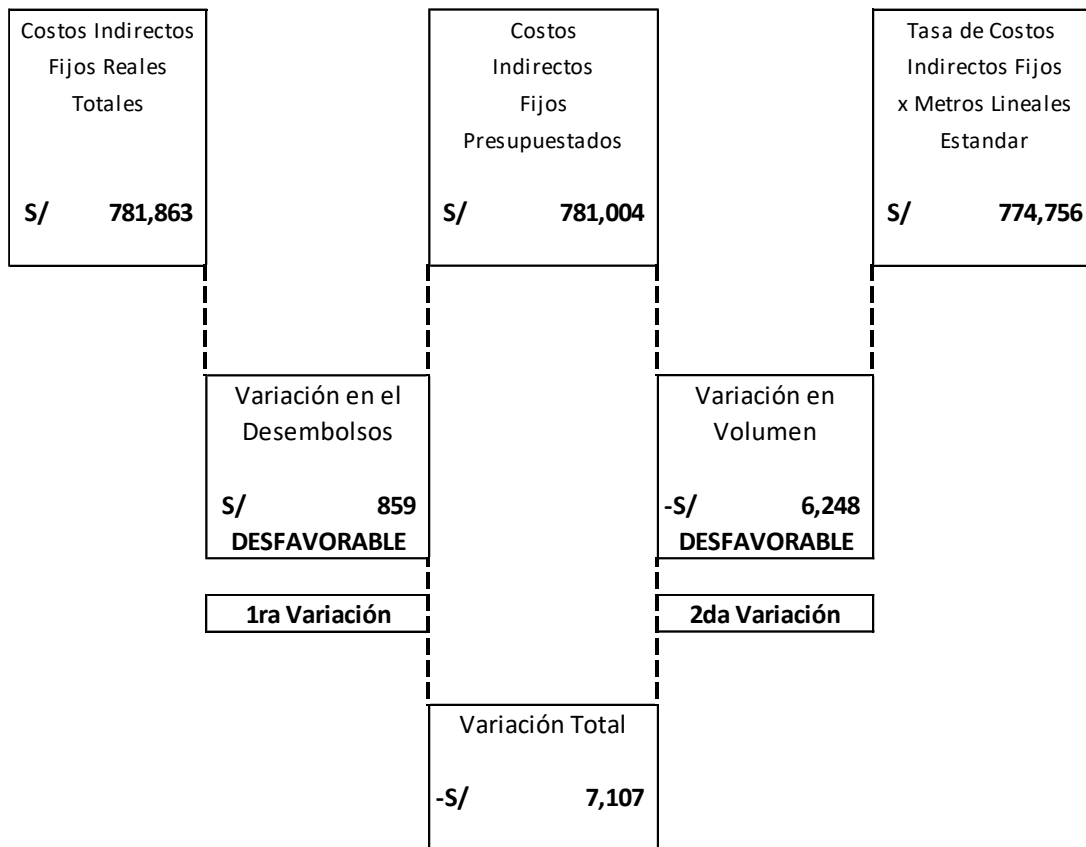 Costos Indirectos
Fijos Reales
Totales
S/ 781,863
Costos
Indirectos
Fijos
Presupuestados
S/ 781,004
Tasa de Costos
Indirectos Fijos
x Metros Lineales
Estandar
S/ 774,756
Variación en el
Desembolsos
S/ 859
DESFAVORABLE
Variación en
Volumen
-S/ 6,248
DESFAVORABLE
1ra Variación
2da Variación
Variación Total
-S/ 7,107